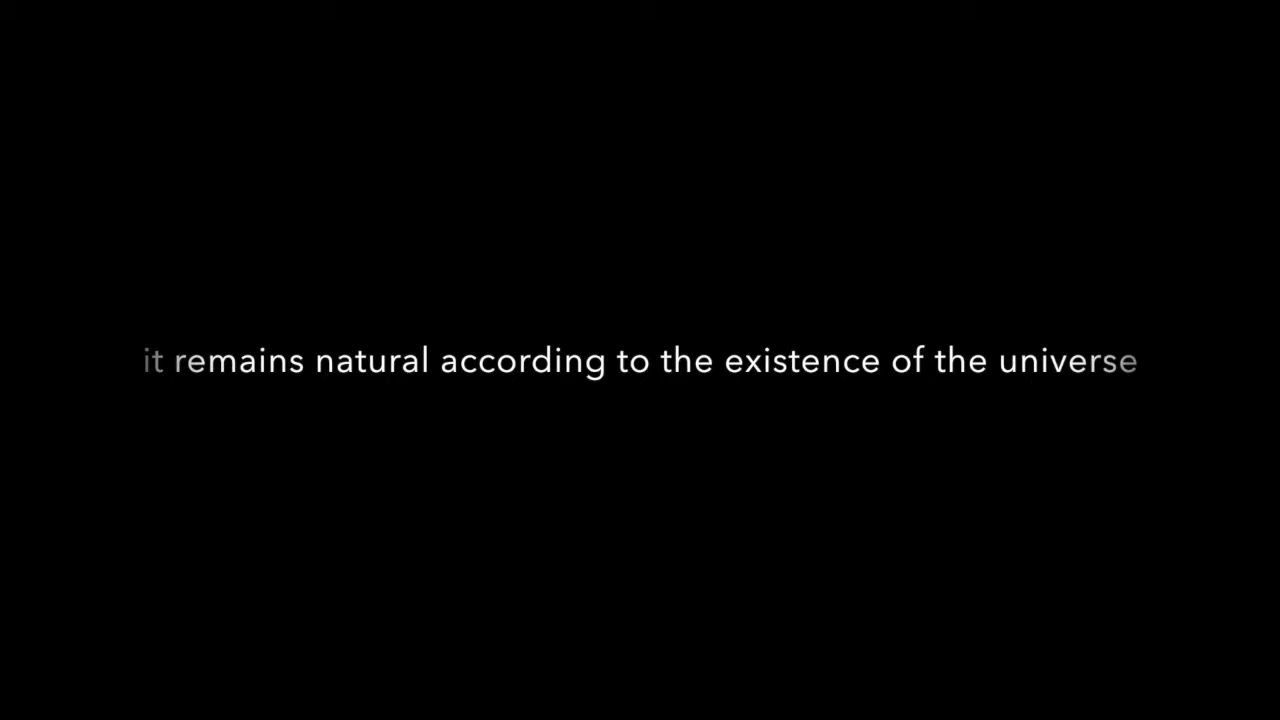 it remains natural according to the existence of the universe